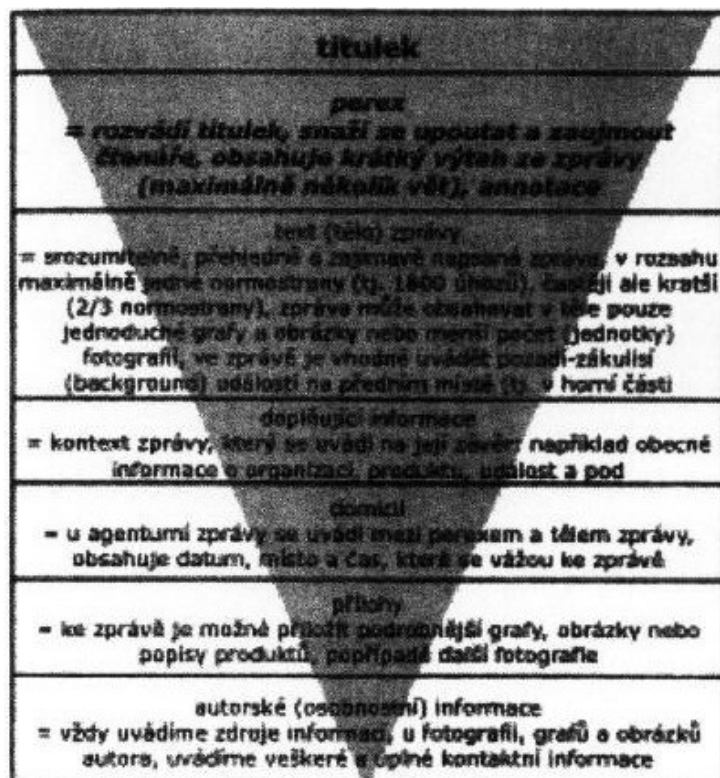 titulek
perex
= rozvádí titulek, snaží se upoutat a zaujmout
čtenáře, obsahuje krátký výtah ze zprávy
(maximálně několik vět), annotace
text (tělo) zprávy
= srozumitelně, přehledně a zajímavě napsaná zpráva, v rozsahu
maximálně jedné normostrany (tj. 1800 úhozů), častěji ale kratší
(2/3 normostrany), zpráva může obsahovat v těle pouze
jednoduché grafy a obrázky nebo menší počet (jednotky)
fotografií, ve zprávě je vhodné uvádět pozadí-zákulisí
(background) události na předním místě (tj. v horní části
doplňující informace
= kontext zprávy, který se uvádí na její závěr; například obecné
informace o organizaci, produktu, událost a pod
domicil
= u agenturní zprávy se uvádí mezi perexem a tělem zprávy,
obsahuje datum, místo a čas, která se vážou ke zprávě
přílohy
= ke zprávě je možné přiložit podrobnější grafy, obrázky nebo
popisy produktů, popřípadě další fotografie
autorské (osobnostní) informace
= vždy uvádíme zdroje informací, u fotografií, grafů a obrázků
autora, uvádíme veškeré a úplné kontaktní informace